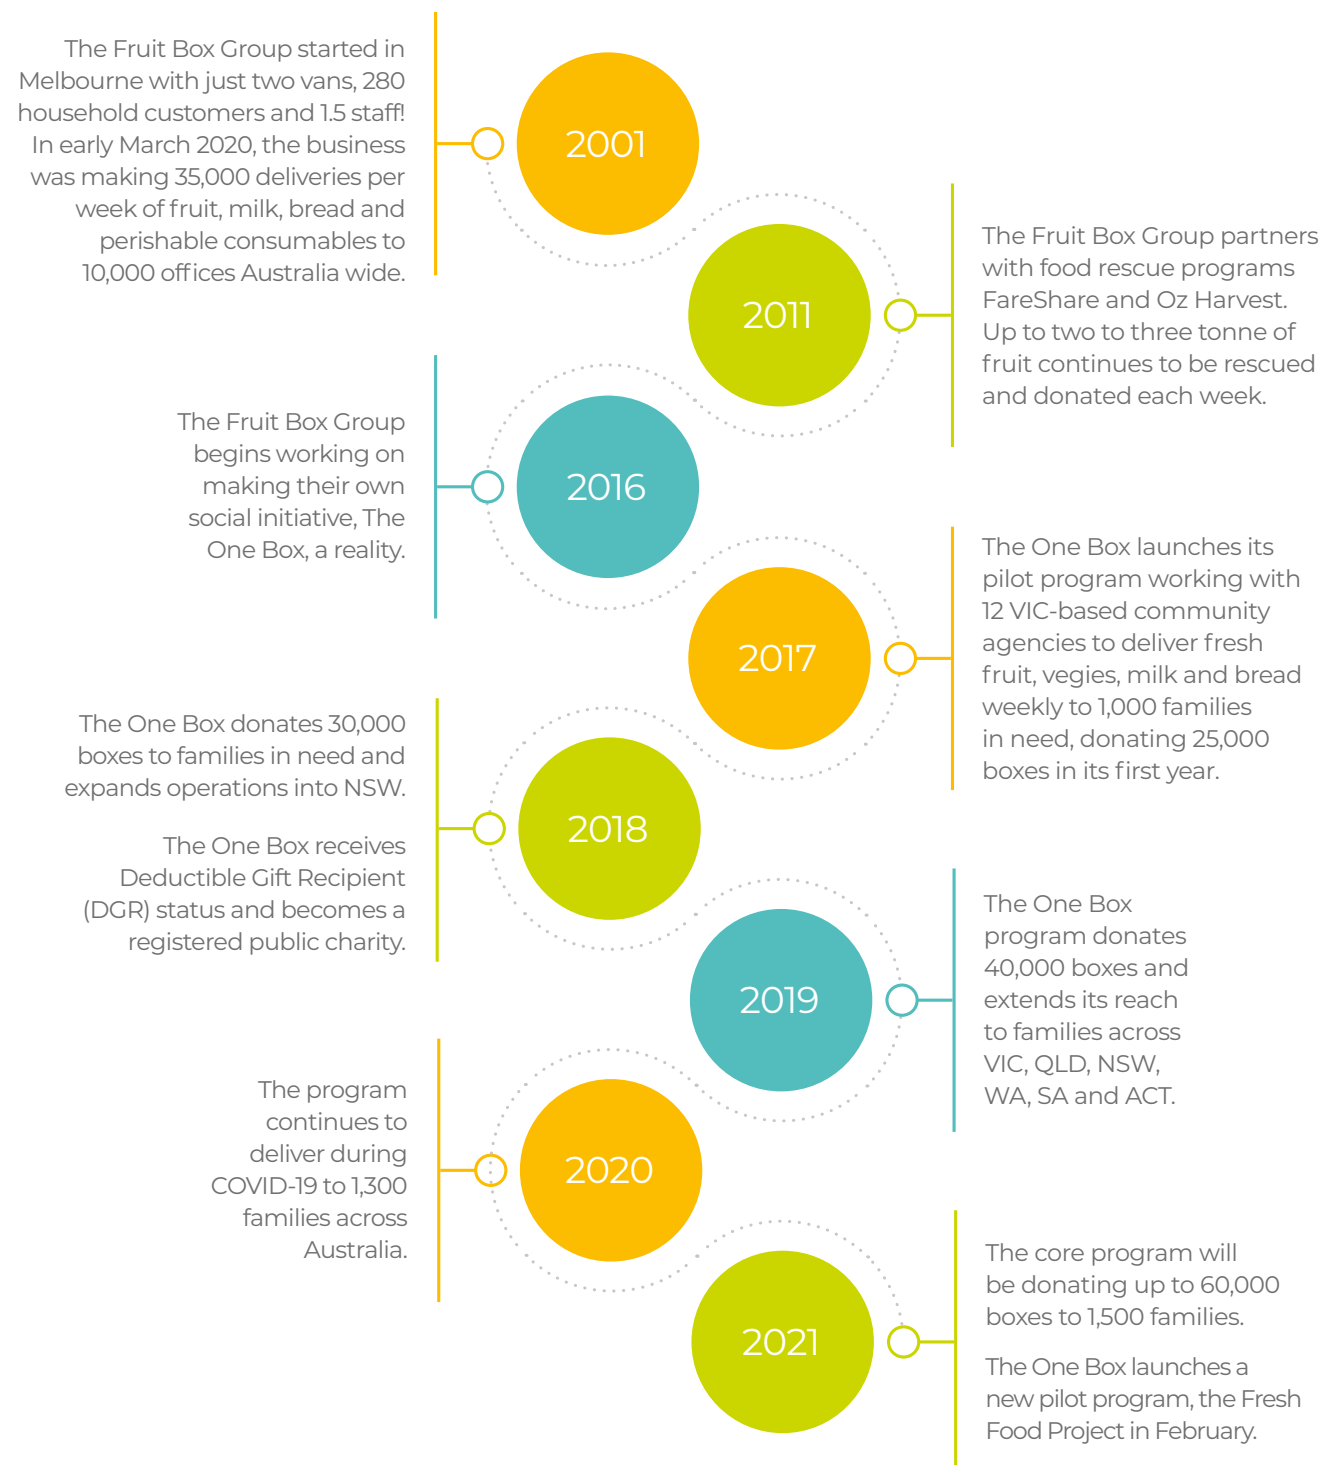 The Fruit Box Group started in
Melbourne with just two vans, 280
household customers and 1.5 staff!
In early March 2020, the business
was making 35,000 deliveries per
week of fruit, milk, bread and
perishable consumables to
10,000 offices Australia wide.
2001
2011
The Fruit Box Group partners
with food rescue programs
FareShare and Oz Harvest.
Up to two to three tonne of
fruit continues to be rescued
and donated each week.
The Fruit Box Group
begins working on
making their own
social initiative, The
One Box, a reality.
2016
2017
The One Box launches its
pilot program working with
12 VIC-based community
agencies to deliver fresh
fruit, vegies, milk and bread
weekly to 1,000 families
in need, donating 25,000
boxes in its first year.
The One Box donates 30,000
boxes to families in need and
expands operations into NSW.
The One Box receives
Deductible Gift Recipient
(DGR) status and becomes a
registered public charity.
2018
2019
The One Box
program donates
40,000 boxes and
extends its reach
to families across
VIC, QLD, NSW,
WA, SA and ACT.
The program
continues to
deliver during
COVID-19 to 1,300
families across
Australia.
2020
2021
The core program will
be donating up to 60,000
boxes to 1,500 families.
The One Box launches a
new pilot program, the Fresh
Food Project in February.